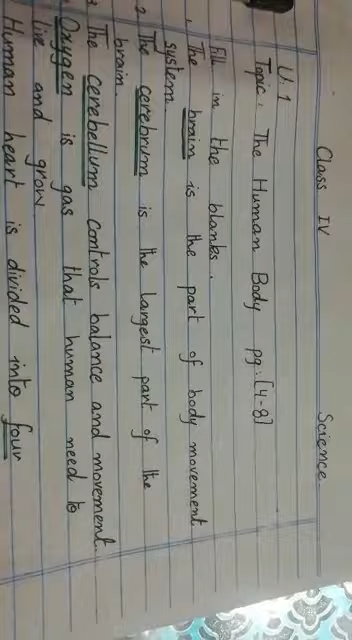 Class IV Science
U: 1
Topic: The Human Body pg: [4-8]
Fill in the blanks.
1. The brain is the part of body movement
system.
2. The cerebrum is the largest part of the
brain.
3. The cerebellum controls balance and movement.
Oxygen is gas that human need to
live and grow.
Human heart is divided into four